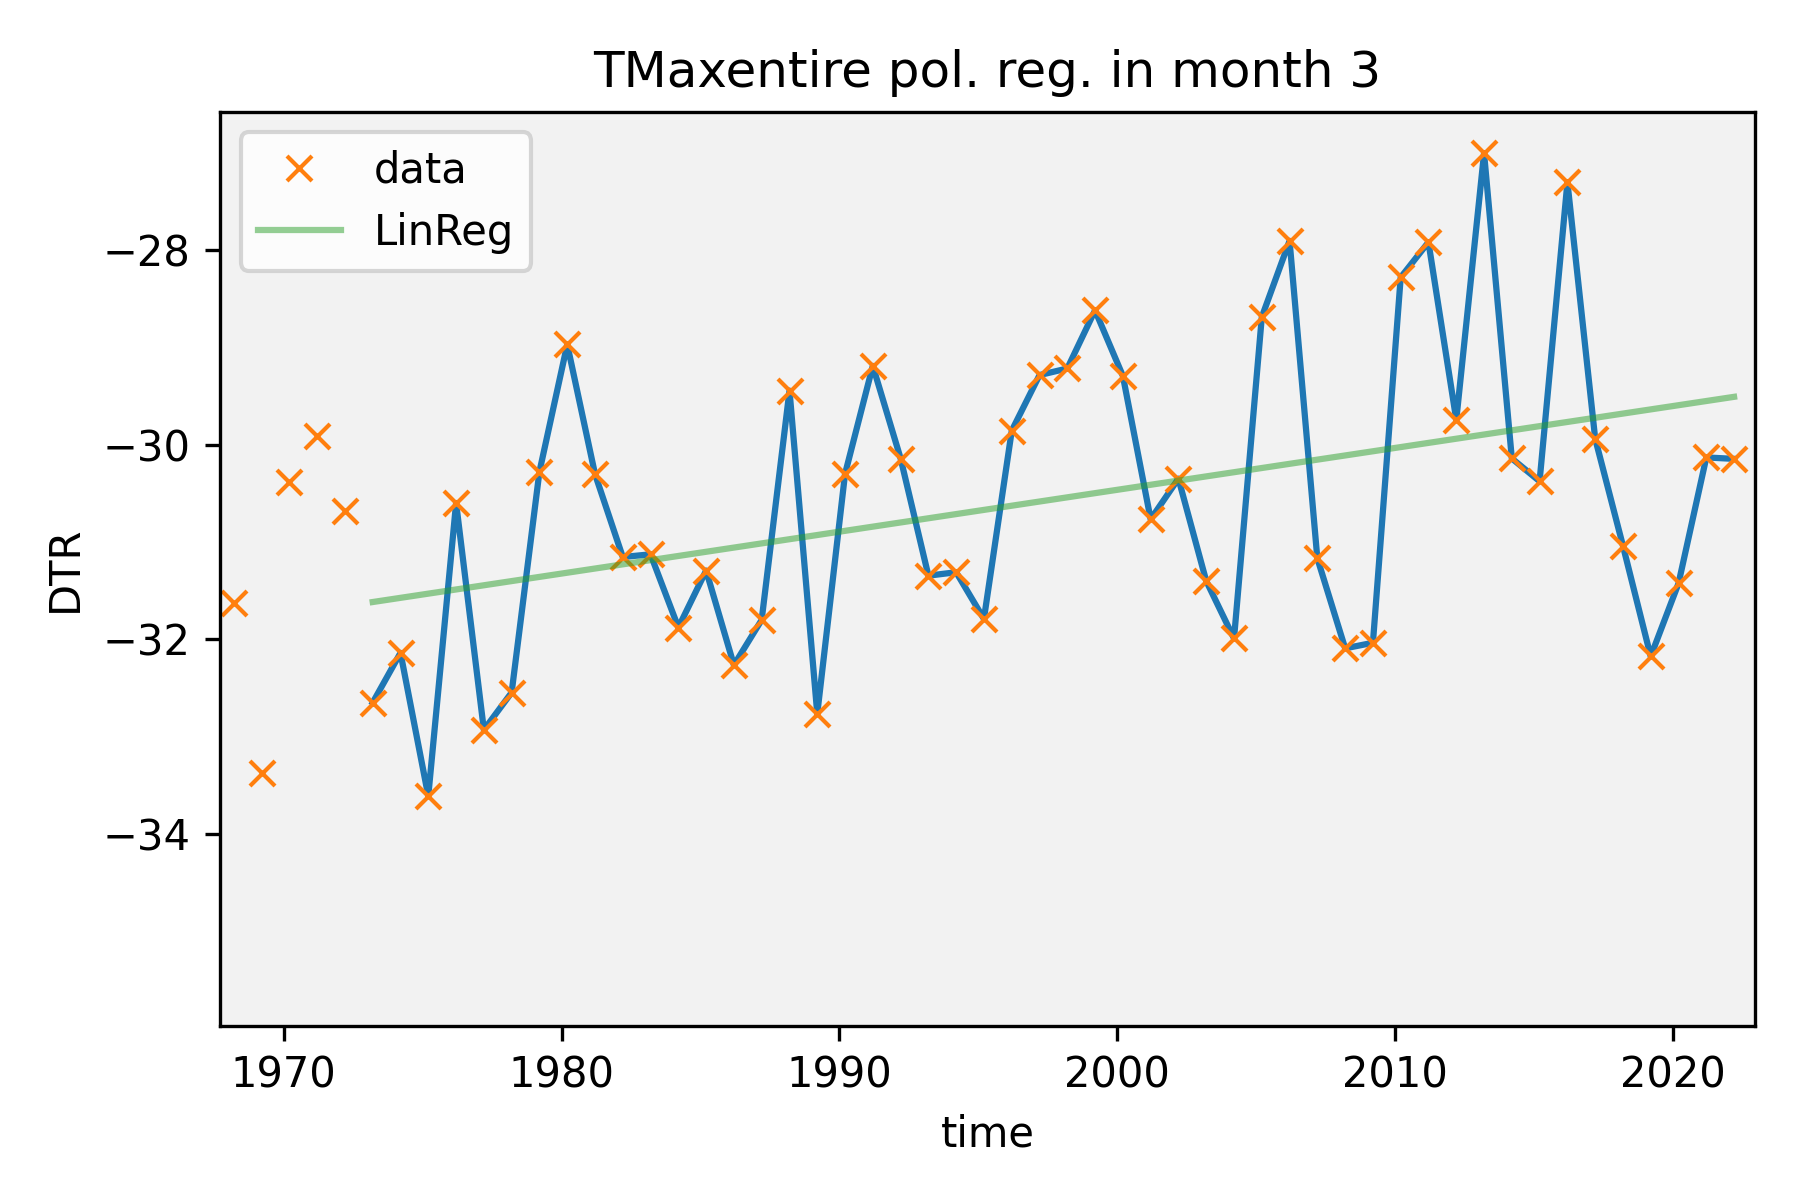 TMaxentire pol. reg. in month 3
data
LinReg
DTR
−28
−30
−32
−34
1970 1980 1990 2000 2010 2020
time